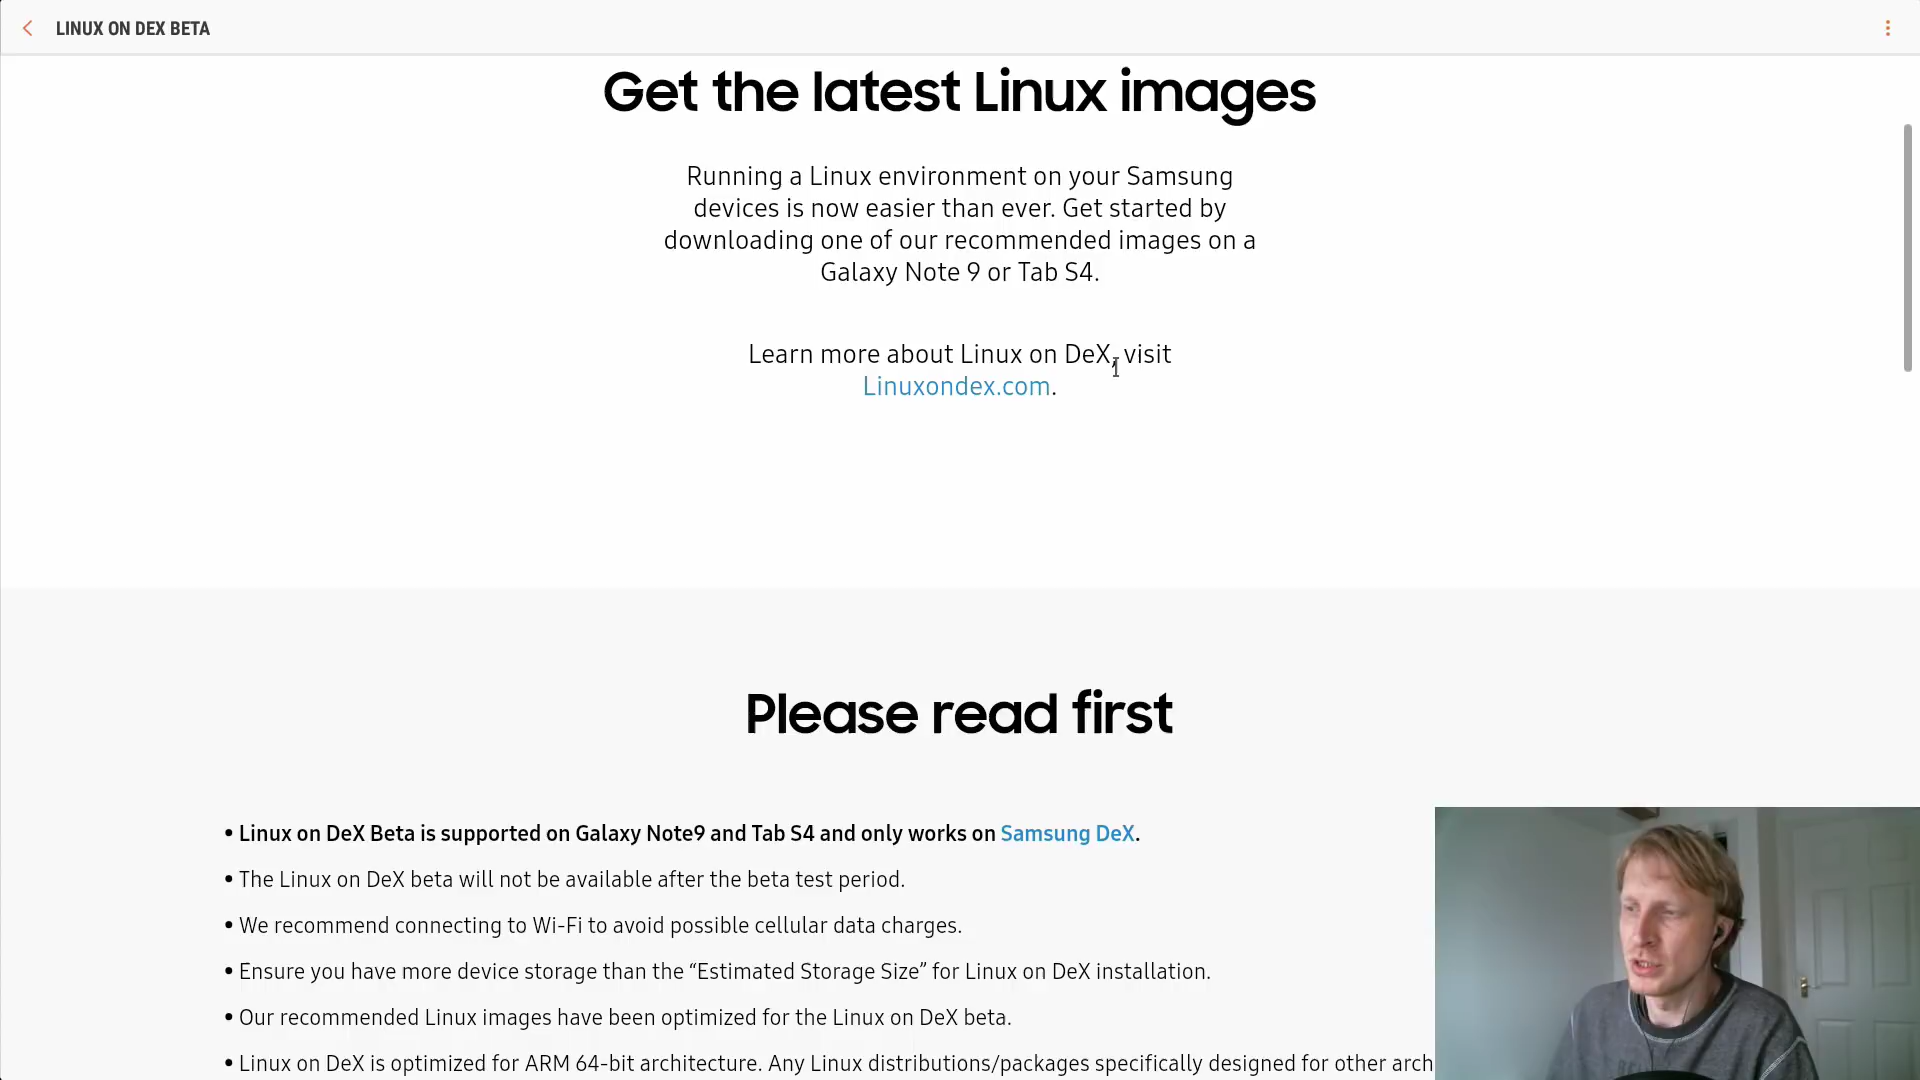 LINUX ON DEX BETA
Get the latest Linux images
Running a Linux environment on your Samsung
devices is now easier than ever. Get started by
downloading one of our recommended images on a
Galaxy Note 9 or Tab S4.
Learn more about Linux on DeX, visit
Linuxondex.com.
Please read first
• Linux on DeX Beta is supported on Galaxy Note9 and Tab S4 and only works on Samsung DeX.
• The Linux on DeX beta will not be available after the beta test period.
• We recommend connecting to Wi-Fi to avoid possible cellular data charges.
• Ensure you have more device storage than the “Estimated Storage Size” for Linux on DeX installation.
• Our recommended Linux images have been optimized for the Linux on DeX beta.
• Linux on DeX is optimized for ARM 64-bit architecture. Any Linux distributions/packages specifically designed for other arch